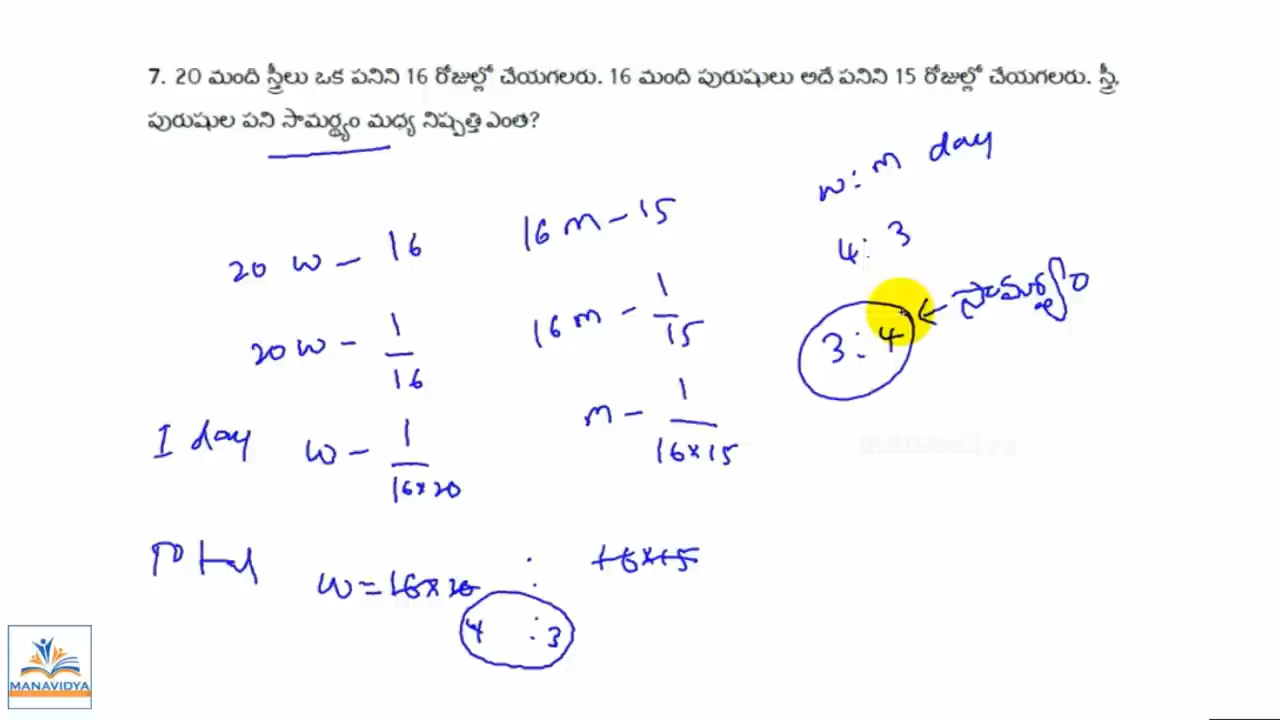 7. 20 మంది స్త్రీలు ఒక పనిని 16 రోజుల్లో చేయగలరు. 16 మంది పురుషులు అదే పనిని 15 రోజుల్లో చేయగలరు. స్త్రీ,
పురుషుల పని సామర్థ్యం మధ్య నిష్పత్తి ఎంత?
w : m day
20 w - 16
16 m - 15
4 : 3
3 : 4 ← సామర్థ్యం
20 w - 1/16
16 m - 1/15
I day w - 1/16×20
m - 1/16×15
manavidya
Total w = 16×20 : 16×15
4 : 3
MANAVIDYA